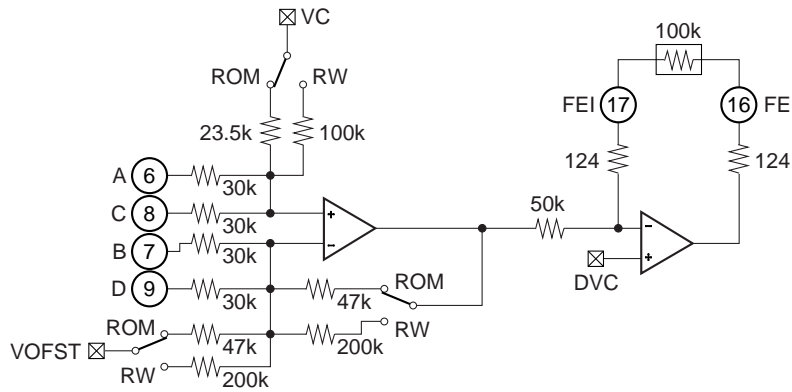 VC
100k
ROM
RW
FEI
17
16
FE
23.5k
100k
124
124
A
6
30k
C
8
30k
+
50k
B
7
30k
−
−
+
D
9
30k
ROM
DVC
47k
ROM
RW
VOFST
47k
200k
RW
200k